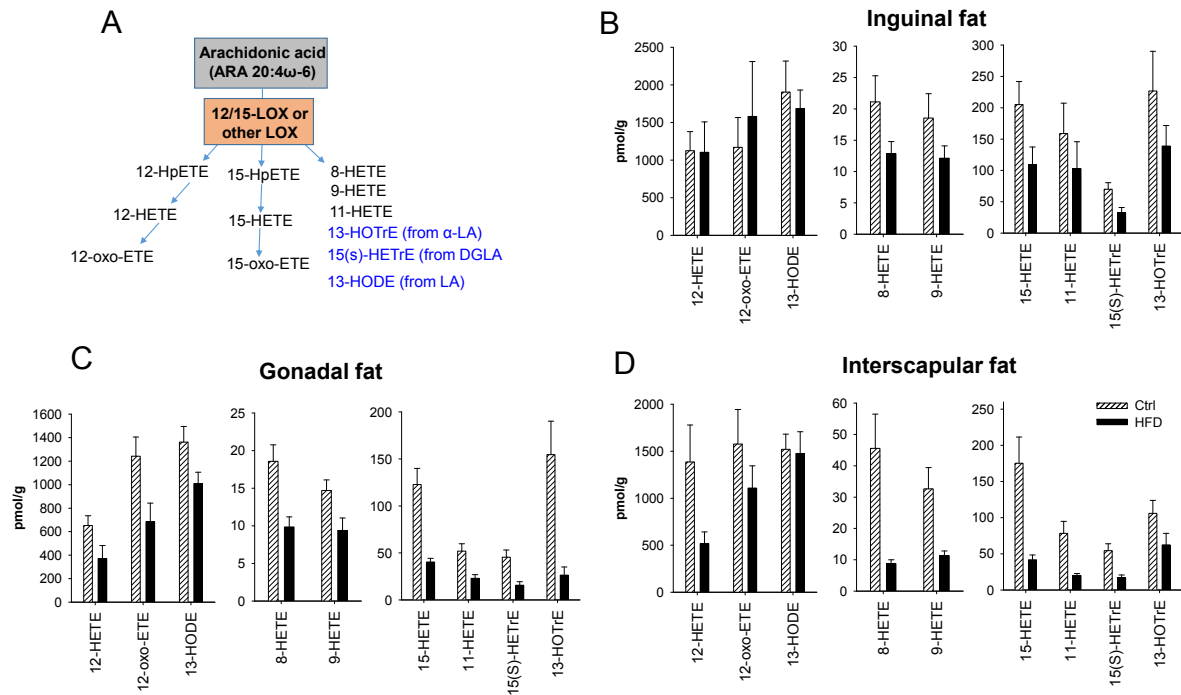 A
Arachidonic acid
(ARA 20:4ω-6)
12/15-LOX or
other LOX
12-HpETE
15-HpETE
8-HETE
9-HETE
11-HETE
12-HETE
15-HETE
13-HOTrE (from α-LA)
12-oxo-ETE
15-oxo-ETE
15(s)-HETrE (from DGLA
13-HODE (from LA)
B
Inguinal fat
pmol/g
2500
2000
1500
1000
500
0
12-HETE
12-oxo-ETE
13-HODE
30
25
20
15
10
5
0
8-HETE
9-HETE
300
250
200
150
100
50
0
15-HETE
11-HETE
15(S)-HETrE
13-HOTrE
C
Gonadal fat
pmol/g
1600
1400
1200
1000
800
600
400
200
0
12-HETE
12-oxo-ETE
13-HODE
25
20
15
10
5
0
8-HETE
9-HETE
200
150
100
50
0
15-HETE
11-HETE
15(S)-HETrE
13-HOTrE
D
Interscapular fat
pmol/g
2000
1500
1000
500
0
12-HETE
12-oxo-ETE
13-HODE
60
50
40
30
20
10
0
8-HETE
9-HETE
250
200
150
100
50
0
15-HETE
11-HETE
15(S)-HETrE
13-HOTrE
Ctrl
HFD